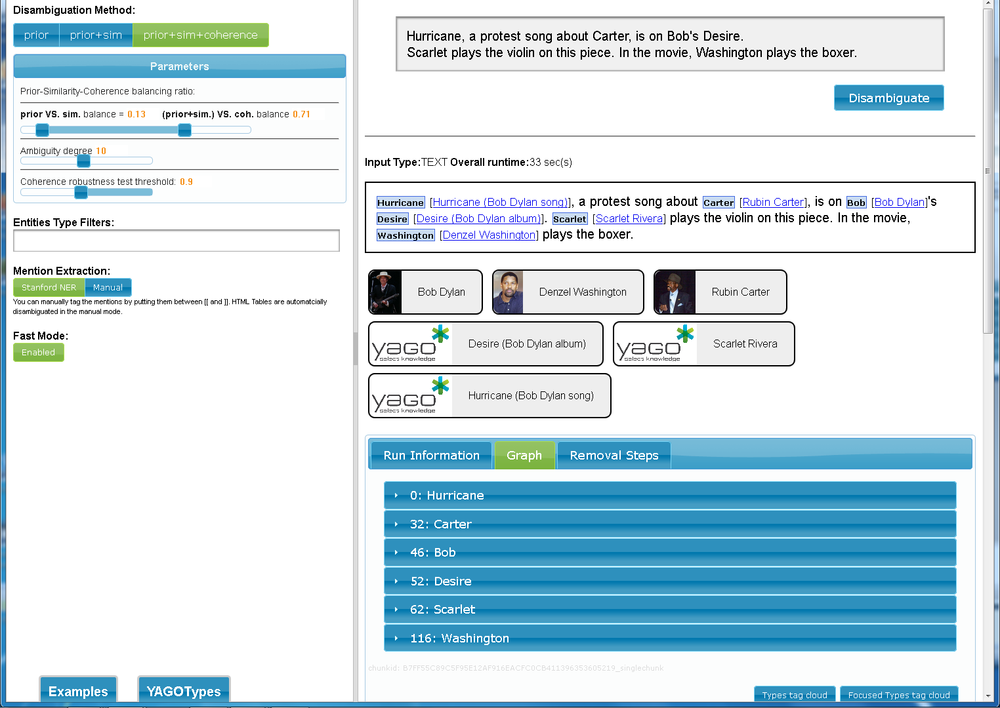 Disambiguation Method:
prior prior+sim prior+sim+coherence
Parameters
Prior-Similarity-Coherence balancing ratio:
prior VS. sim. balance = 0.13 (prior+sim.) VS. coh. balance 0.71
Ambiguity degree 10
Coherence robustness test threshold: 0.9
Entities Type Filters:
Mention Extraction:
Stanford NER Manual
You can manually tag the mentions by putting them between [[ and ]]. HTML Tables are automatcially
disambiguated in the manual mode.
Fast Mode:
Enabled
Examples YAGOTypes
Hurricane, a protest song about Carter, is on Bob's Desire.
Scarlet plays the violin on this piece. In the movie, Washington plays the boxer.
Disambiguate
Input Type:TEXT Overall runtime:33 sec(s)
Hurricane [Hurricane (Bob Dylan song)], a protest song about Carter [Rubin Carter], is on Bob [Bob Dylan]'s
Desire [Desire (Bob Dylan album)]. Scarlet [Scarlet Rivera] plays the violin on this piece. In the movie,
Washington [Denzel Washington] plays the boxer.
Bob Dylan Denzel Washington Rubin Carter
yago select knowledge Desire (Bob Dylan album) yago select knowledge Scarlet Rivera
yago select knowledge Hurricane (Bob Dylan song)
Run Information Graph Removal Steps
0: Hurricane
32: Carter
46: Bob
52: Desire
62: Scarlet
116: Washington
chunkid: B7FF55C89C5F95E12AF916EACFC0CB411396353605219_singlechunk
Types tag cloud Focused Types tag cloud